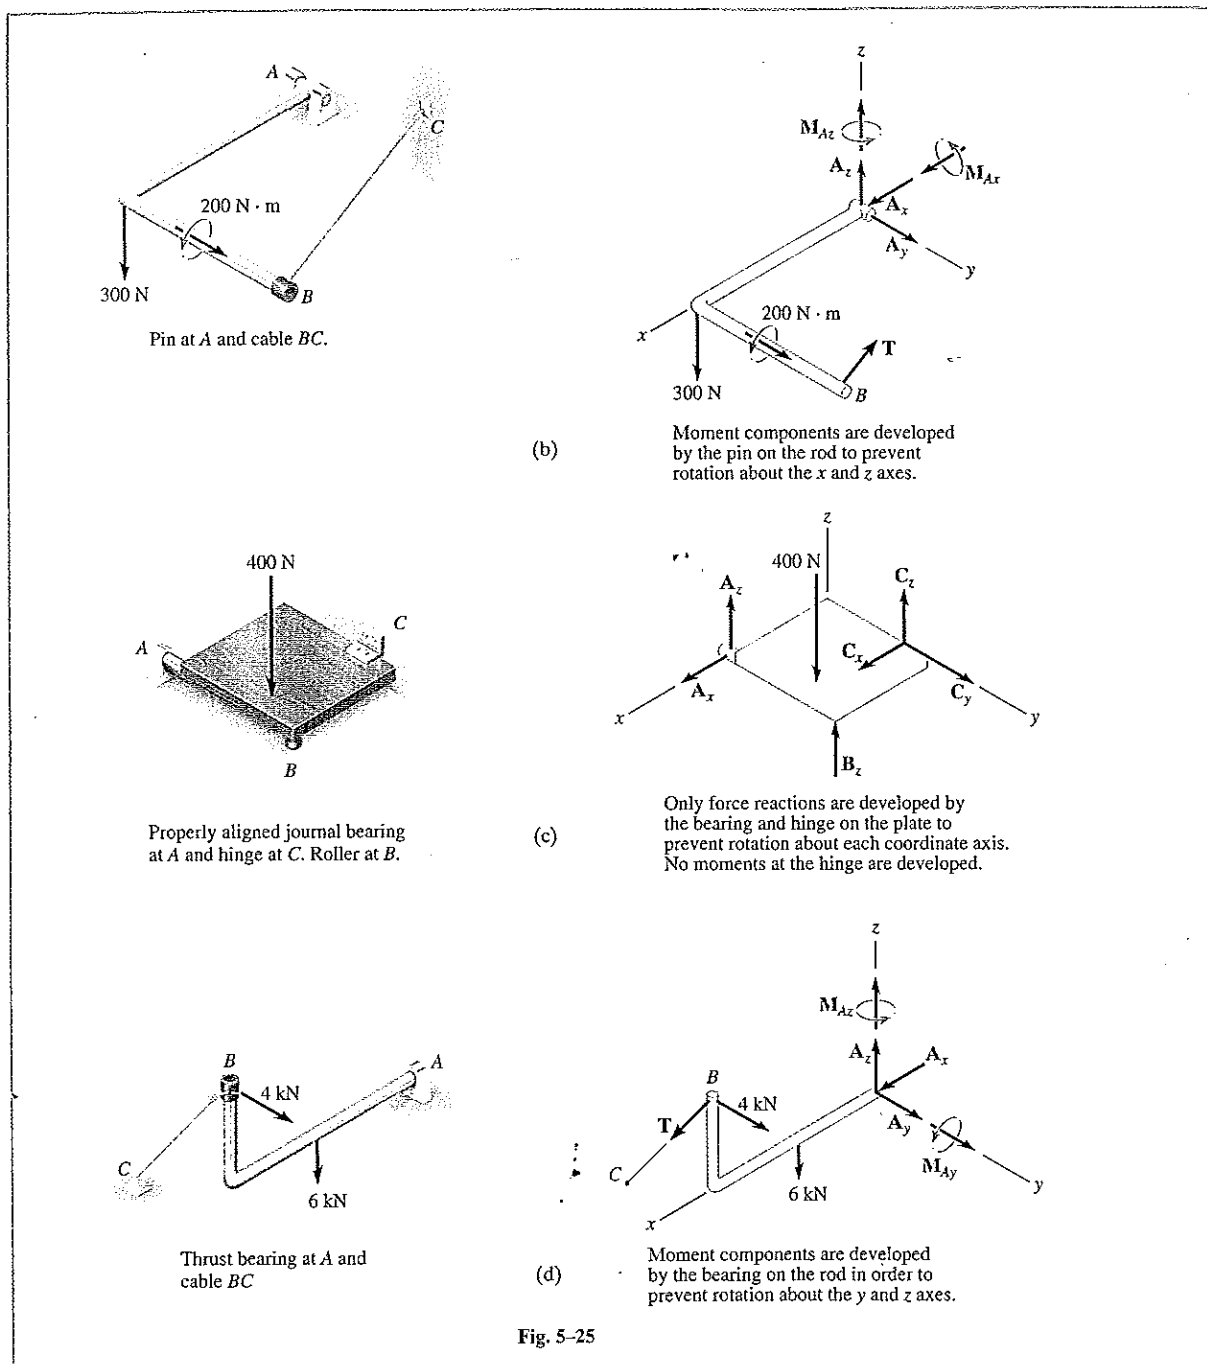 A
C
200 N · m
300 N
B
Pin at A and cable BC.
z
M_Az
A_z
M_Ax
A_x
A_y
y
x
200 N · m
T
300 N
B
Moment components are developed
by the pin on the rod to prevent
rotation about the x and z axes.
(b)
400 N
A
C
B
Properly aligned journal bearing
at A and hinge at C. Roller at B.
z
400 N
A_z
C_z
C_x
A_x
C_y
x
y
B_z
Only force reactions are developed by
the bearing and hinge on the plate to
prevent rotation about each coordinate axis.
No moments at the hinge are developed.
(c)
B
A
4 kN
C
6 kN
Thrust bearing at A and
cable BC
z
M_Az
A_z
A_x
B
4 kN
T
A_y
C
M_Ay
6 kN
y
x
Moment components are developed
by the bearing on the rod in order to
prevent rotation about the y and z axes.
(d)
Fig. 5–25